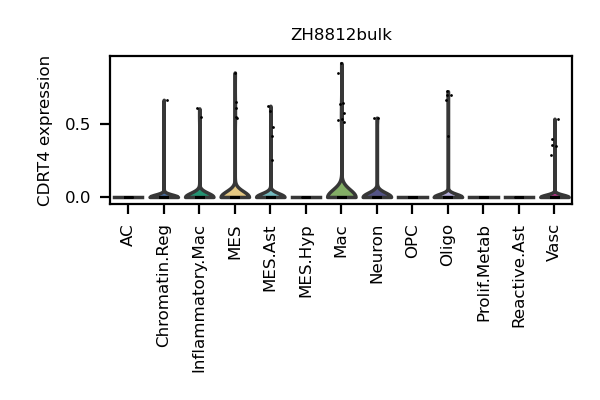 ZH8812bulk
CDRT4 expression
0.5
0.0
AC
Chromatin.Reg
Inflammatory.Mac
MES
MES.Ast
MES.Hyp
Mac
Neuron
OPC
Oligo
Prolif.Metab
Reactive.Ast
Vasc